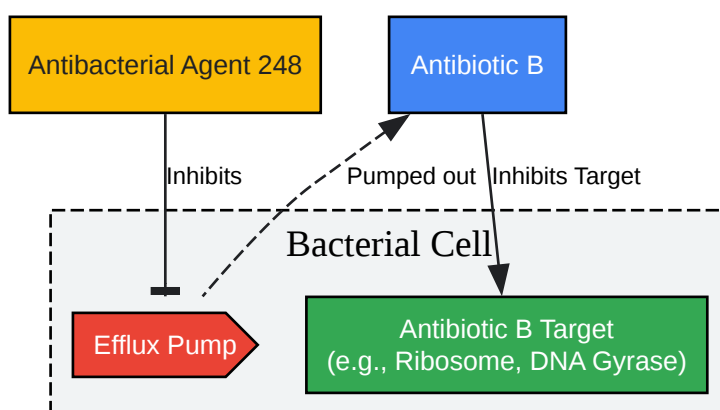 Antibacterial Agent 248
Antibiotic B
Inhibits
Pumped out
Inhibits Target
Bacterial Cell
Efflux Pump
Antibiotic B Target
(e.g., Ribosome, DNA Gyrase)